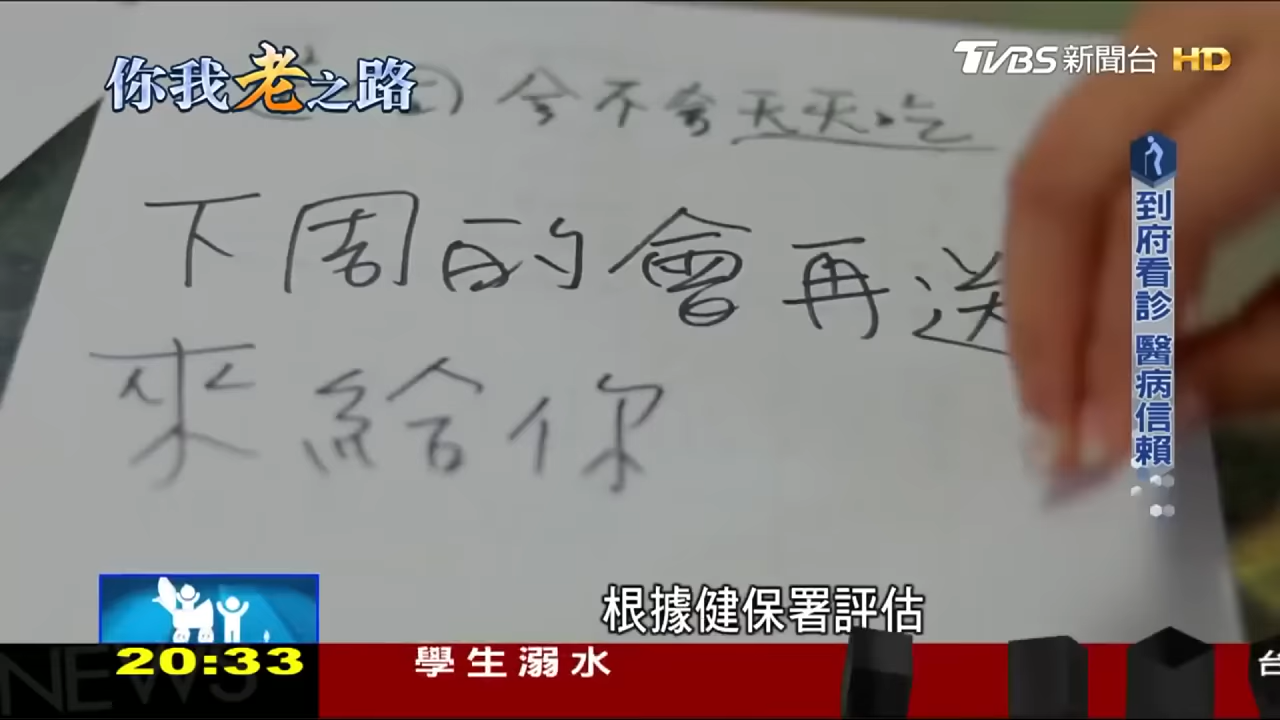 你我老之路
TVBS新聞台 HD
會不會天天吃
下周的會再送
來給你
到府看診 醫病信賴
根據健保署評估
20:33
學生溺水
台
NEWS